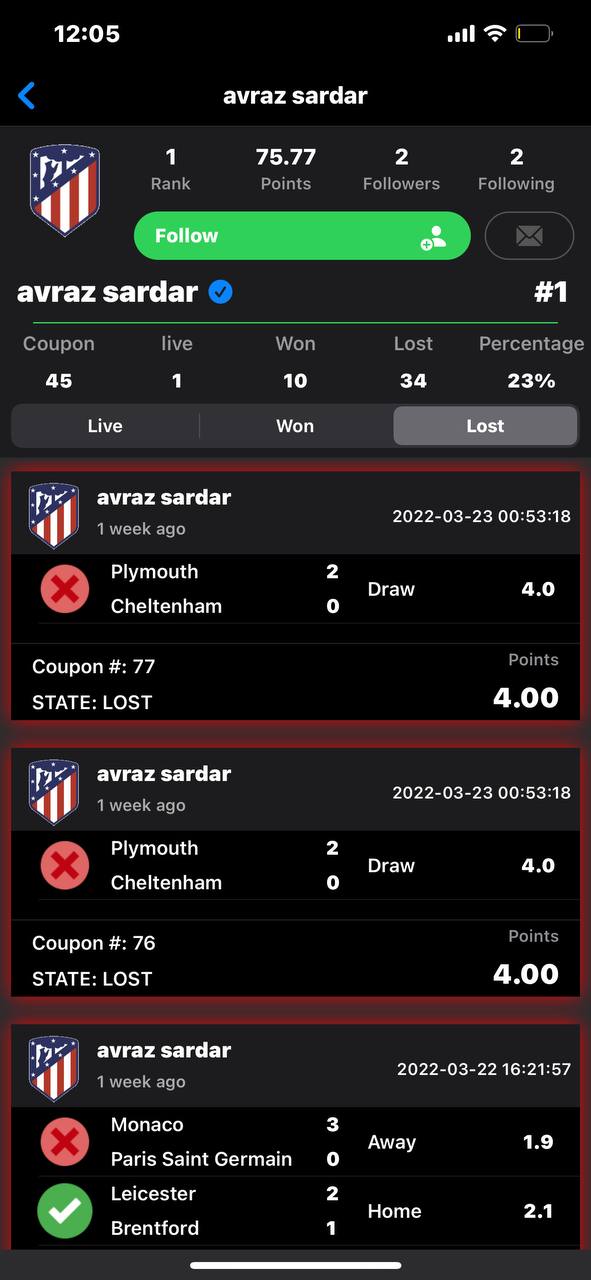 12:05
avraz sardar
1 75.77 2 2
Rank Points Followers Following
Follow
avraz sardar #1
Coupon live Won Lost Percentage
45 1 10 34 23%
Live Won Lost
avraz sardar
1 week ago
2022-03-23 00:53:18
Plymouth 2
Cheltenham 0
Draw 4.0
Coupon #: 77
STATE: LOST
Points
4.00
avraz sardar
1 week ago
2022-03-23 00:53:18
Plymouth 2
Cheltenham 0
Draw 4.0
Coupon #: 76
STATE: LOST
Points
4.00
avraz sardar
1 week ago
2022-03-22 16:21:57
Monaco 3
Paris Saint Germain 0
Away 1.9
Leicester 2
Brentford 1
Home 2.1